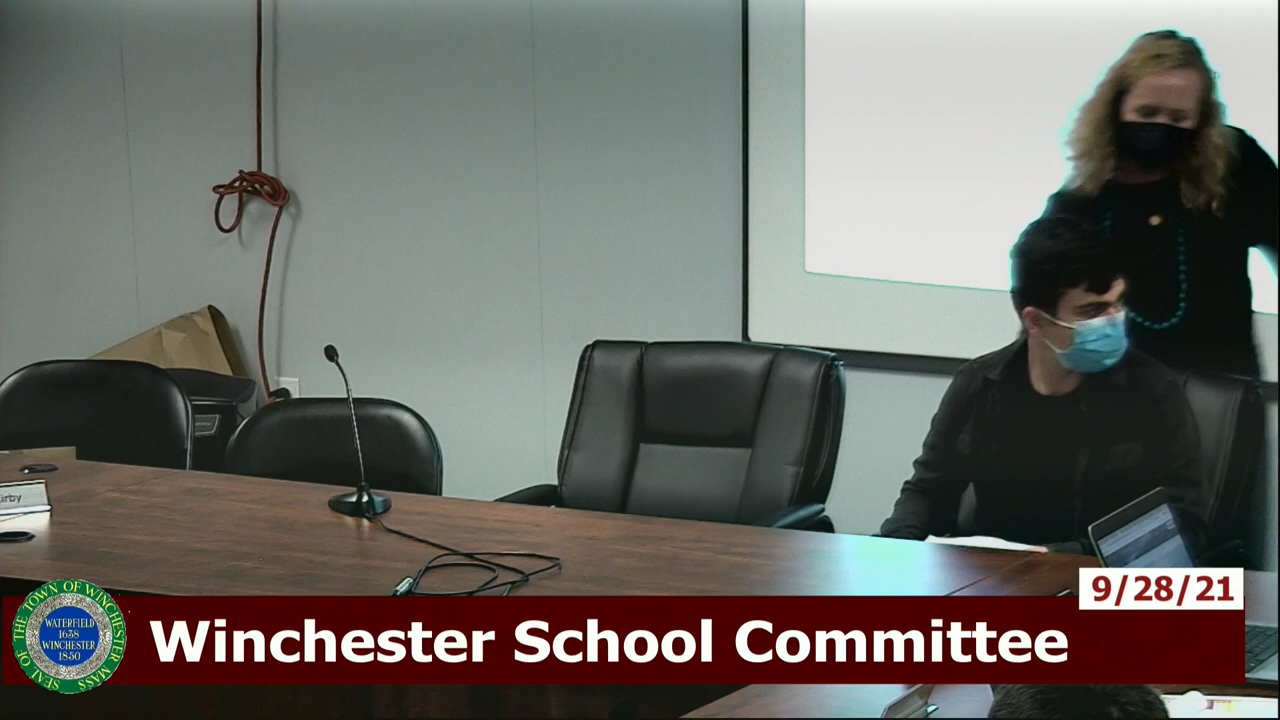 9/28/21
Winchester School Committee
SEAL OF THE TOWN OF WINCHESTER MASS
WATERFIELD
1638
WINCHESTER
1850